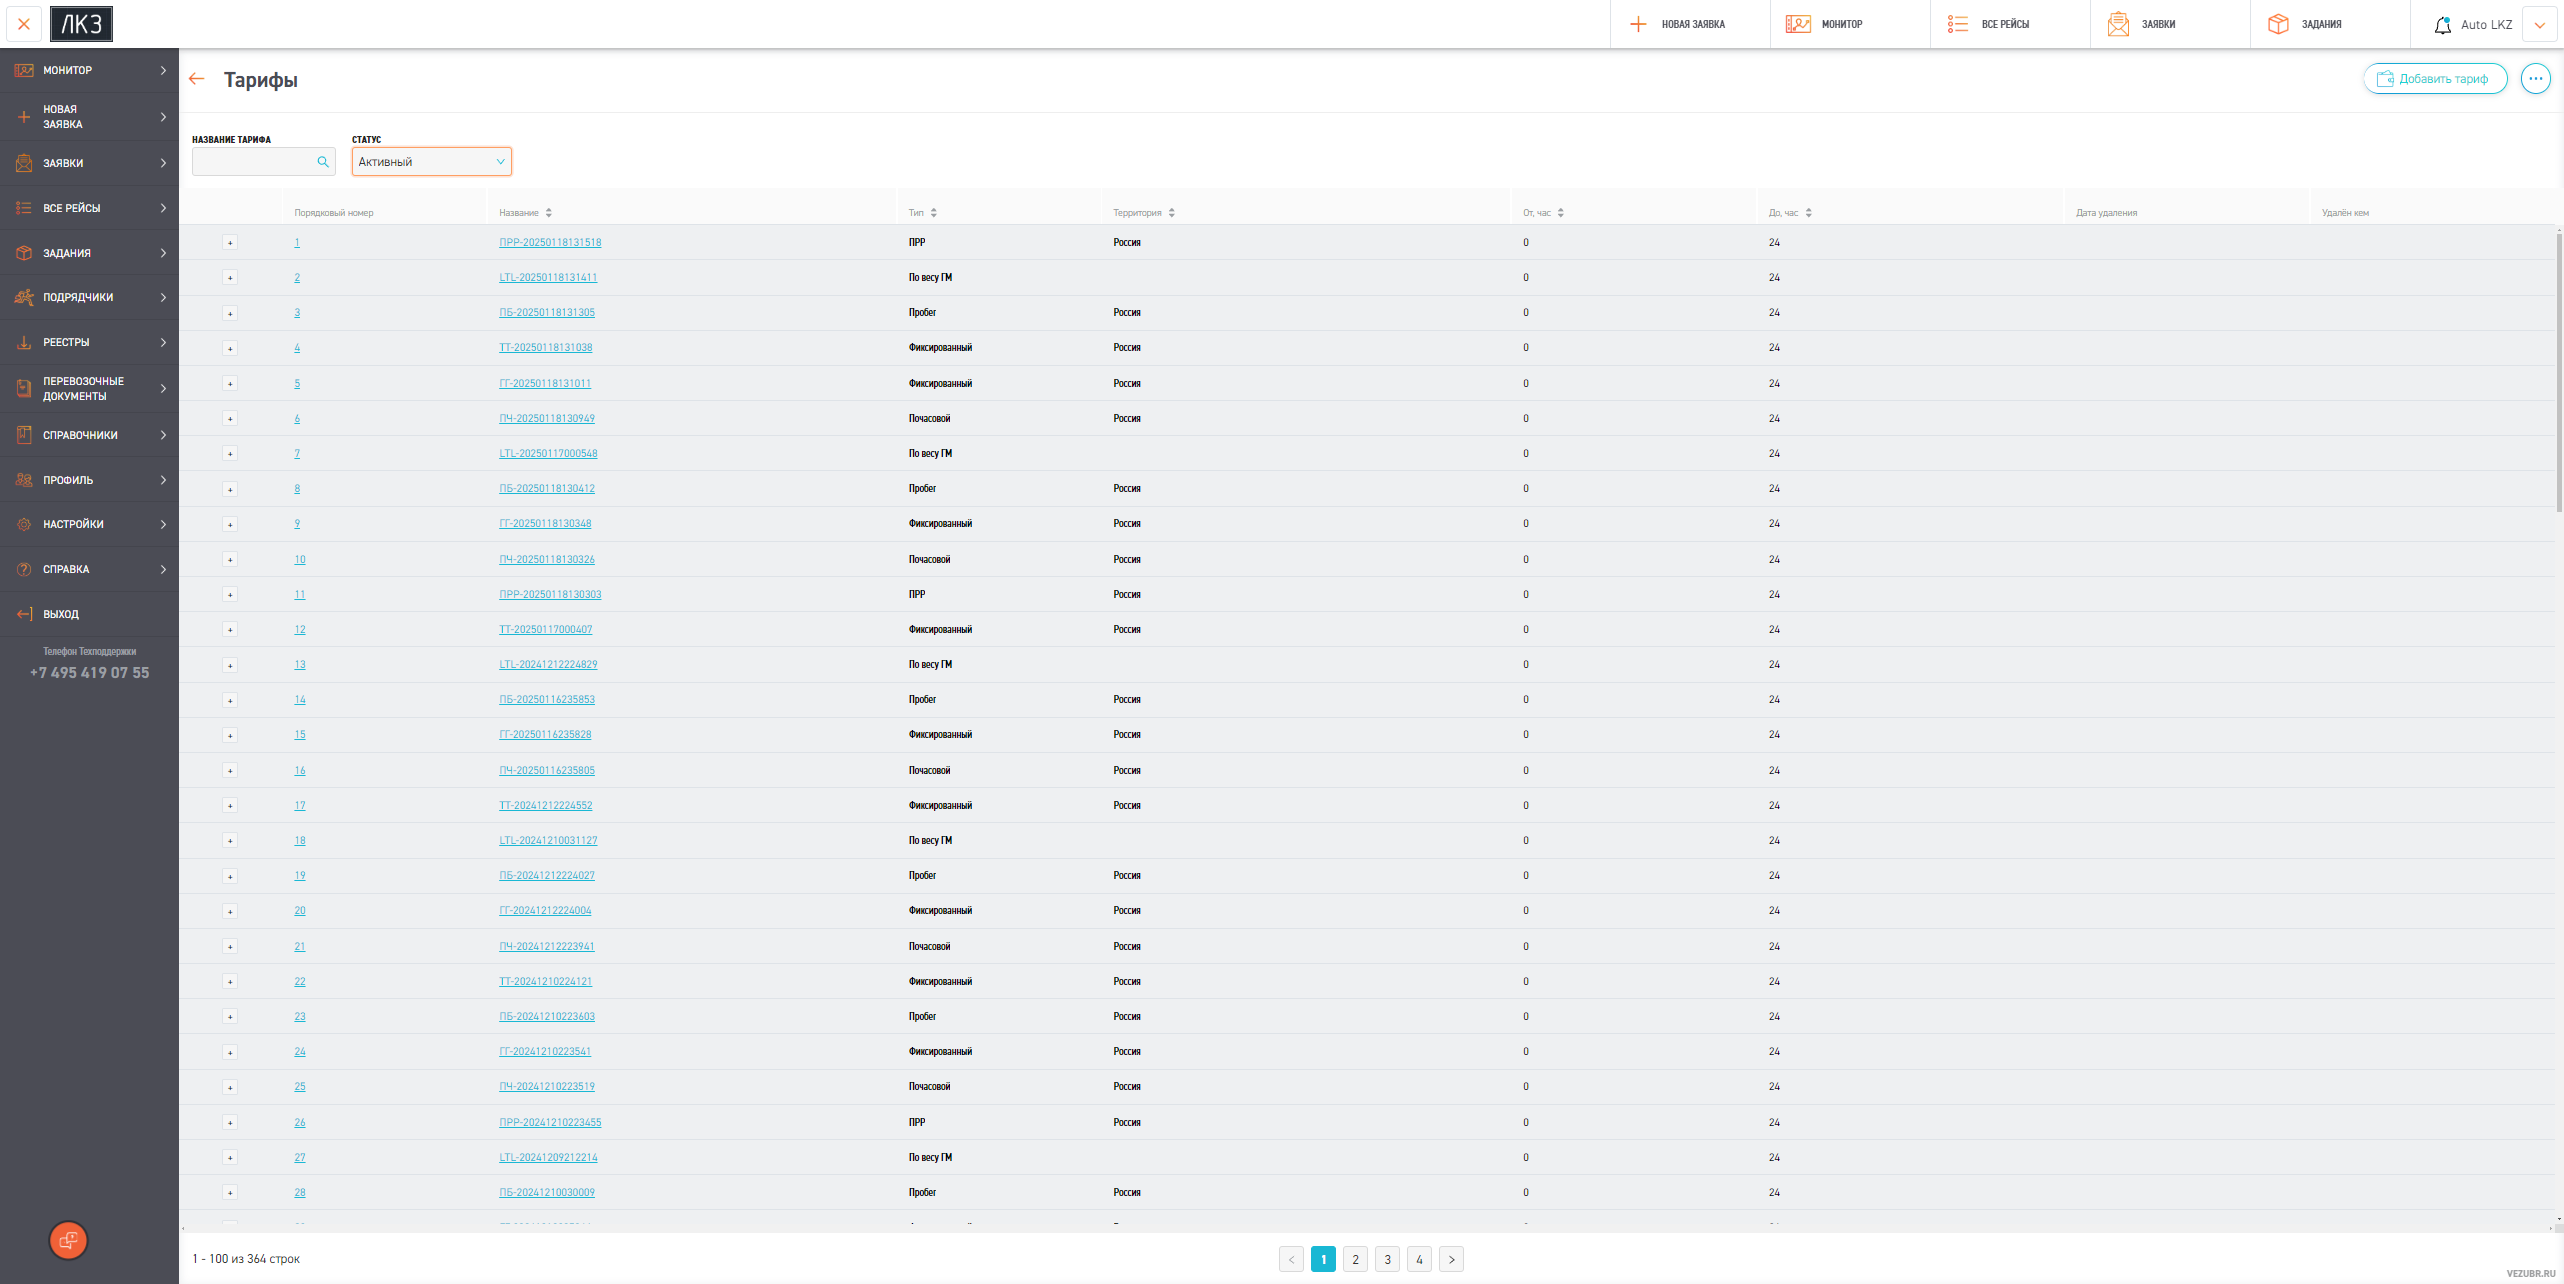 ЛКЗ
НОВАЯ ЗАЯВКА
МОНИТОР
ВСЕ РЕЙСЫ
ЗАЯВКИ
ЗАДАНИЯ
Auto LKZ
МОНИТОР
НОВАЯ
ЗАЯВКА
ЗАЯВКИ
ВСЕ РЕЙСЫ
ЗАДАНИЯ
ПОДРЯДЧИКИ
РЕЕСТРЫ
ПЕРЕВОЗОЧНЫЕ
ДОКУМЕНТЫ
СПРАВОЧНИКИ
ПРОФИЛЬ
НАСТРОЙКИ
СПРАВКА
ВЫХОД
Телефон Техподдержки
+7 495 419 07 55
Тарифы
Добавить тариф
НАЗВАНИЕ ТАРИФА
СТАТУС
Активный
Порядковый номер Название Тип Территория От, час До, час Дата удаления Удалён кем
+ 1 ПРР-20250118131518 ПРР Россия 0 24
+ 2 LTL-20250118131411 По весу ГМ 0 24
+ 3 ПБ-20250118131305 Пробег Россия 0 24
+ 4 ТТ-20250118131038 Фиксированный Россия 0 24
+ 5 ГГ-20250118131011 Фиксированный Россия 0 24
+ 6 ПЧ-20250118130949 Почасовой Россия 0 24
+ 7 LTL-20250117000548 По весу ГМ 0 24
+ 8 ПБ-20250118130412 Пробег Россия 0 24
+ 9 ГГ-20250118130348 Фиксированный Россия 0 24
+ 10 ПЧ-20250118130326 Почасовой Россия 0 24
+ 11 ПРР-20250118130303 ПРР Россия 0 24
+ 12 ТТ-20250117000407 Фиксированный Россия 0 24
+ 13 LTL-20241212224829 По весу ГМ 0 24
+ 14 ПБ-20250116235853 Пробег Россия 0 24
+ 15 ГГ-20250116235828 Фиксированный Россия 0 24
+ 16 ПЧ-20250116235805 Почасовой Россия 0 24
+ 17 ТТ-20241212224552 Фиксированный Россия 0 24
+ 18 LTL-20241210031127 По весу ГМ 0 24
+ 19 ПБ-20241212224027 Пробег Россия 0 24
+ 20 ГГ-20241212224004 Фиксированный Россия 0 24
+ 21 ПЧ-20241212223941 Почасовой Россия 0 24
+ 22 ТТ-20241210224121 Фиксированный Россия 0 24
+ 23 ПБ-20241210223603 Пробег Россия 0 24
+ 24 ГГ-20241210223541 Фиксированный Россия 0 24
+ 25 ПЧ-20241210223519 Почасовой Россия 0 24
+ 26 ПРР-20241210223455 ПРР Россия 0 24
+ 27 LTL-20241209212214 По весу ГМ 0 24
+ 28 ПБ-20241210030009 Пробег Россия 0 24
1 - 100 из 364 строк
< 1 2 3 4 >
VEZUBR.RU